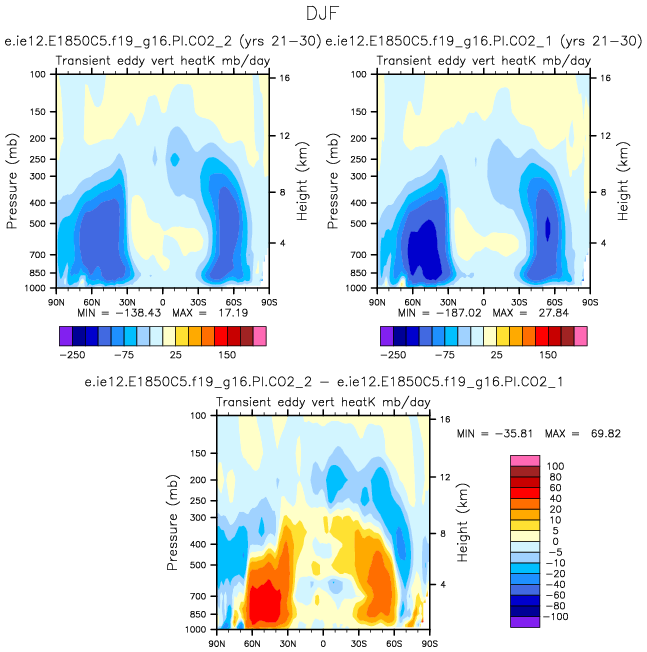 DJF
e.ie12.E1850C5.f19_g16.PI.CO2_2 (yrs 21-30) e.ie12.E1850C5.f19_g16.PI.CO2_1 (yrs 21-30)
Transient eddy vert heatK mb/day Transient eddy vert heatK mb/day
100 150 200 250 300 400 500 700 850 1000
Pressure (mb)
16 12 8 4
Height (km)
90N 60N 30N 0 30S 60S 90S
MIN = -138.43 MAX = 17.19
-250 -75 25 150
100 150 200 250 300 400 500 700 850 1000
Pressure (mb)
16 12 8 4
Height (km)
90N 60N 30N 0 30S 60S 90S
MIN = -187.02 MAX = 27.84
-250 -75 25 150
e.ie12.E1850C5.f19_g16.PI.CO2_2 - e.ie12.E1850C5.f19_g16.PI.CO2_1
Transient eddy vert heatK mb/day
100 150 200 250 300 400 500 700 850 1000
Pressure (mb)
16 12 8 4
Height (km)
90N 60N 30N 0 30S 60S 90S
MIN = -35.81 MAX = 69.82
100
80
60
40
20
10
5
0
-5
-10
-20
-40
-60
-80
-100